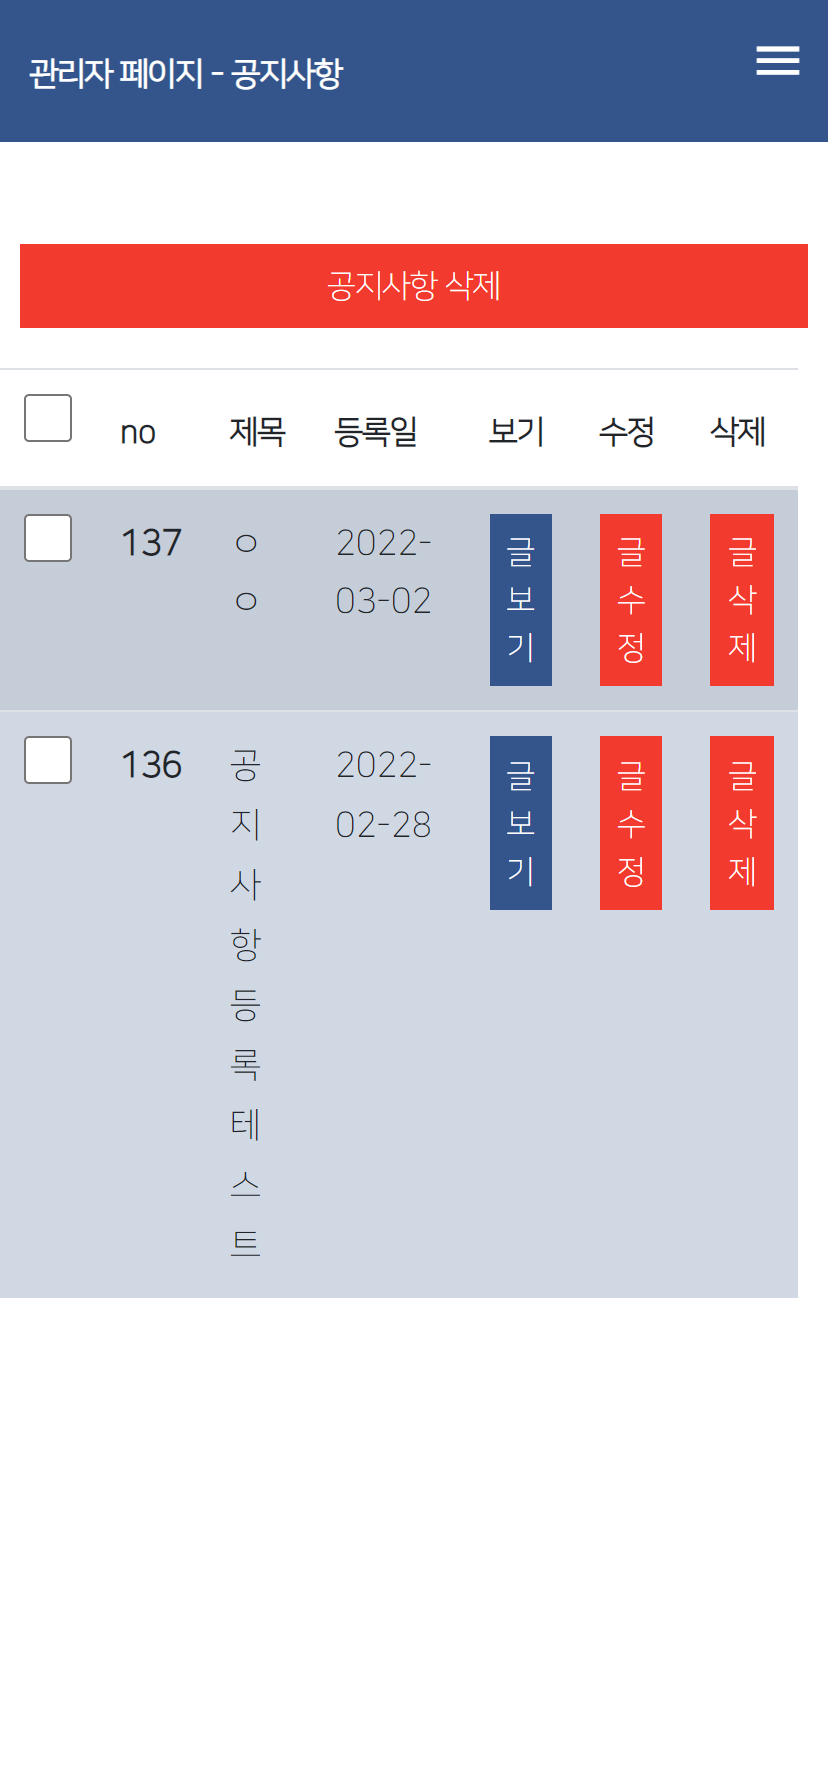 관리자 페이지 - 공지사항
공지사항 삭제
no 제목 등록일 보기 수정 삭제
137 ㅇ 2022- 글 글 글
ㅇ 03-02 보 수 삭
기 정 제
136 공 2022- 글 글 글
지 02-28 보 수 삭
사 기 정 제
항
등
록
테
스
트